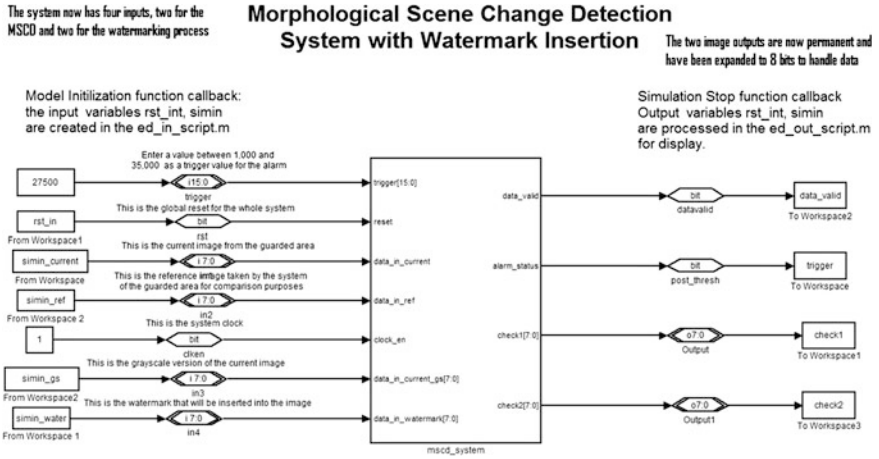 The system now has four inputs, two for the
MSCD and two for the watermarking process
Morphological Scene Change Detection
System with Watermark Insertion
The two image outputs are now permanent and
have been expanded to 8 bits to handle data
Model Initilization function callback:
the input variables rst_int, simin
are created in the ed_in_script.m
Simulation Stop function callback
Output variables rst_int, simin
are processed in the ed_out_script.m
for display.
Enter a value between 1,000 and
35,000 as a trigger value for the alarm
27500
i15:0
trigger
trigger[15:0]
This is the global reset for the whole system
rst_in
bit
rst
reset
From Workspace1
This is the current image from the guarded area
simin_current
i 7:0
data_in_current
From Workspace
This is the reference image taken by the system
of the guarded area for comparison purposes
simin_ref
i 7:0
in2
data_in_ref
From Workspace 2
This is the system clock
1
bit
clken
clock_en
This is the grayscale version of the current image
simin_gs
i 7:0
in3
data_in_current_gs[7:0]
From Workspace2
This is the watermark that will be inserted into the image
simin_water
i 7:0
in4
data_in_watermark[7:0]
From Workspace 1
mscd_system
data_valid
bit
datavalid
data_valid
To Workspace2
alarm_status
bit
post_thresh
trigger
To Workspace
check1[7:0]
o7:0
Output
check1
To Workspace1
check2[7:0]
o7:0
Output1
check2
To Workspace3